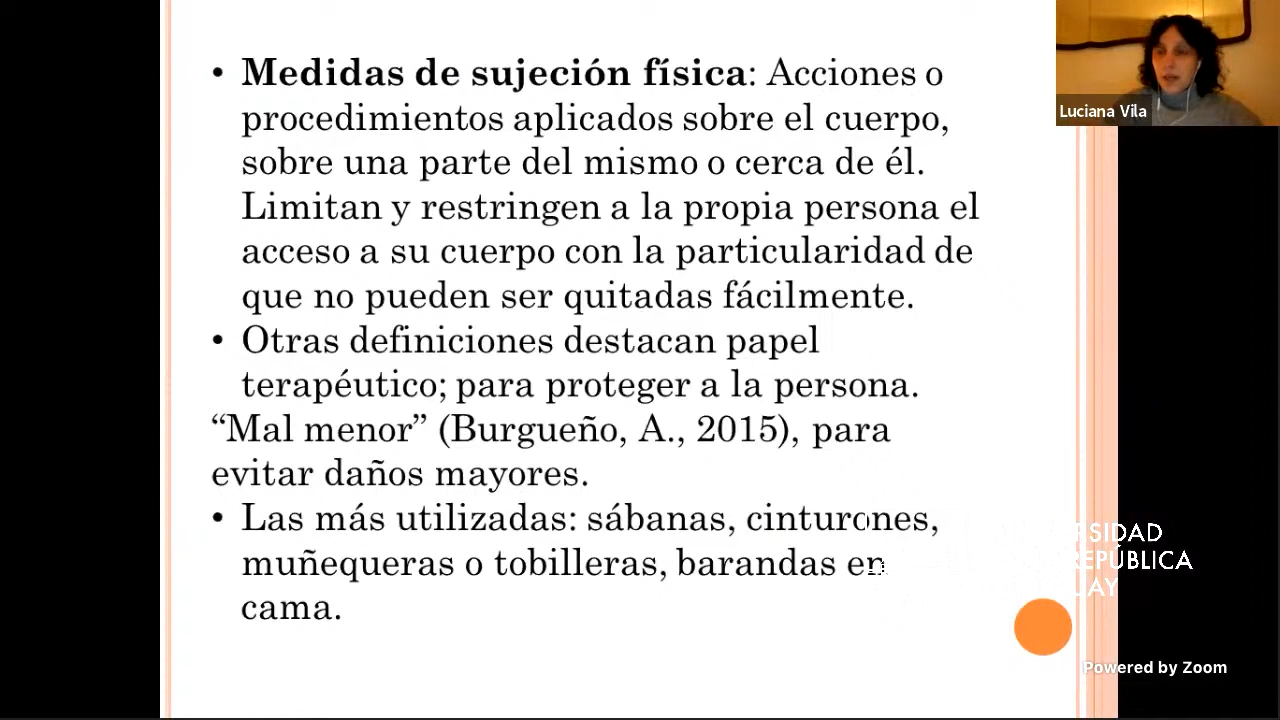 • Medidas de sujeción física: Acciones o
procedimientos aplicados sobre el cuerpo,
sobre una parte del mismo o cerca de él.
Limitan y restringen a la propia persona el
acceso a su cuerpo con la particularidad de
que no pueden ser quitadas fácilmente.
• Otras definiciones destacan papel
terapéutico; para proteger a la persona.
“Mal menor” (Burgueño, A., 2015), para
evitar daños mayores.
• Las más utilizadas: sábanas, cinturones,
muñequeras o tobilleras, barandas en
cama.
Luciana Vila
REPÚBLICA
Powered by Zoom